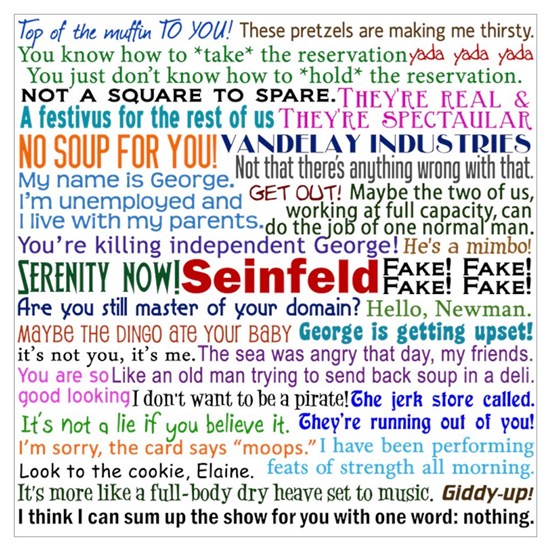 Top of the muffin TO YOU! These pretzels are making me thirsty.
You know how to *take* the reservation yada yada yada
You just don't know how to *hold* the reservation.
NOT A SQUARE TO SPARE. THEY'RE REAL &
A festivus for the rest of us THEY'RE SPECTAULAR
NO SOUP FOR YOU! VANDELAY INDUSTRIES
Not that there's anything wrong with that.
My name is George.
I'm unemployed and
I live with my parents.
GET OUT! Maybe the two of us,
working at full capacity, can
do the job of one normal man.
You're killing independent George! He's a mimbo!
SERENITY NOW! Seinfeld FAKE! FAKE!
FAKE! FAKE!
Are you still master of your domain? Hello, Newman.
MAYBE THE DINGO ATE YOUR BABY George is getting upset!
it's not you, it's me. The sea was angry that day, my friends.
You are so
good looking
Like an old man trying to send back soup in a deli.
I don't want to be a pirate! The jerk store called.
It's not a lie if you believe it. They're running out of you!
I'm sorry, the card says "moops." I have been performing
Look to the cookie, Elaine. feats of strength all morning.
It's more like a full-body dry heave set to music. Giddy-up!
I think I can sum up the show for you with one word: nothing.